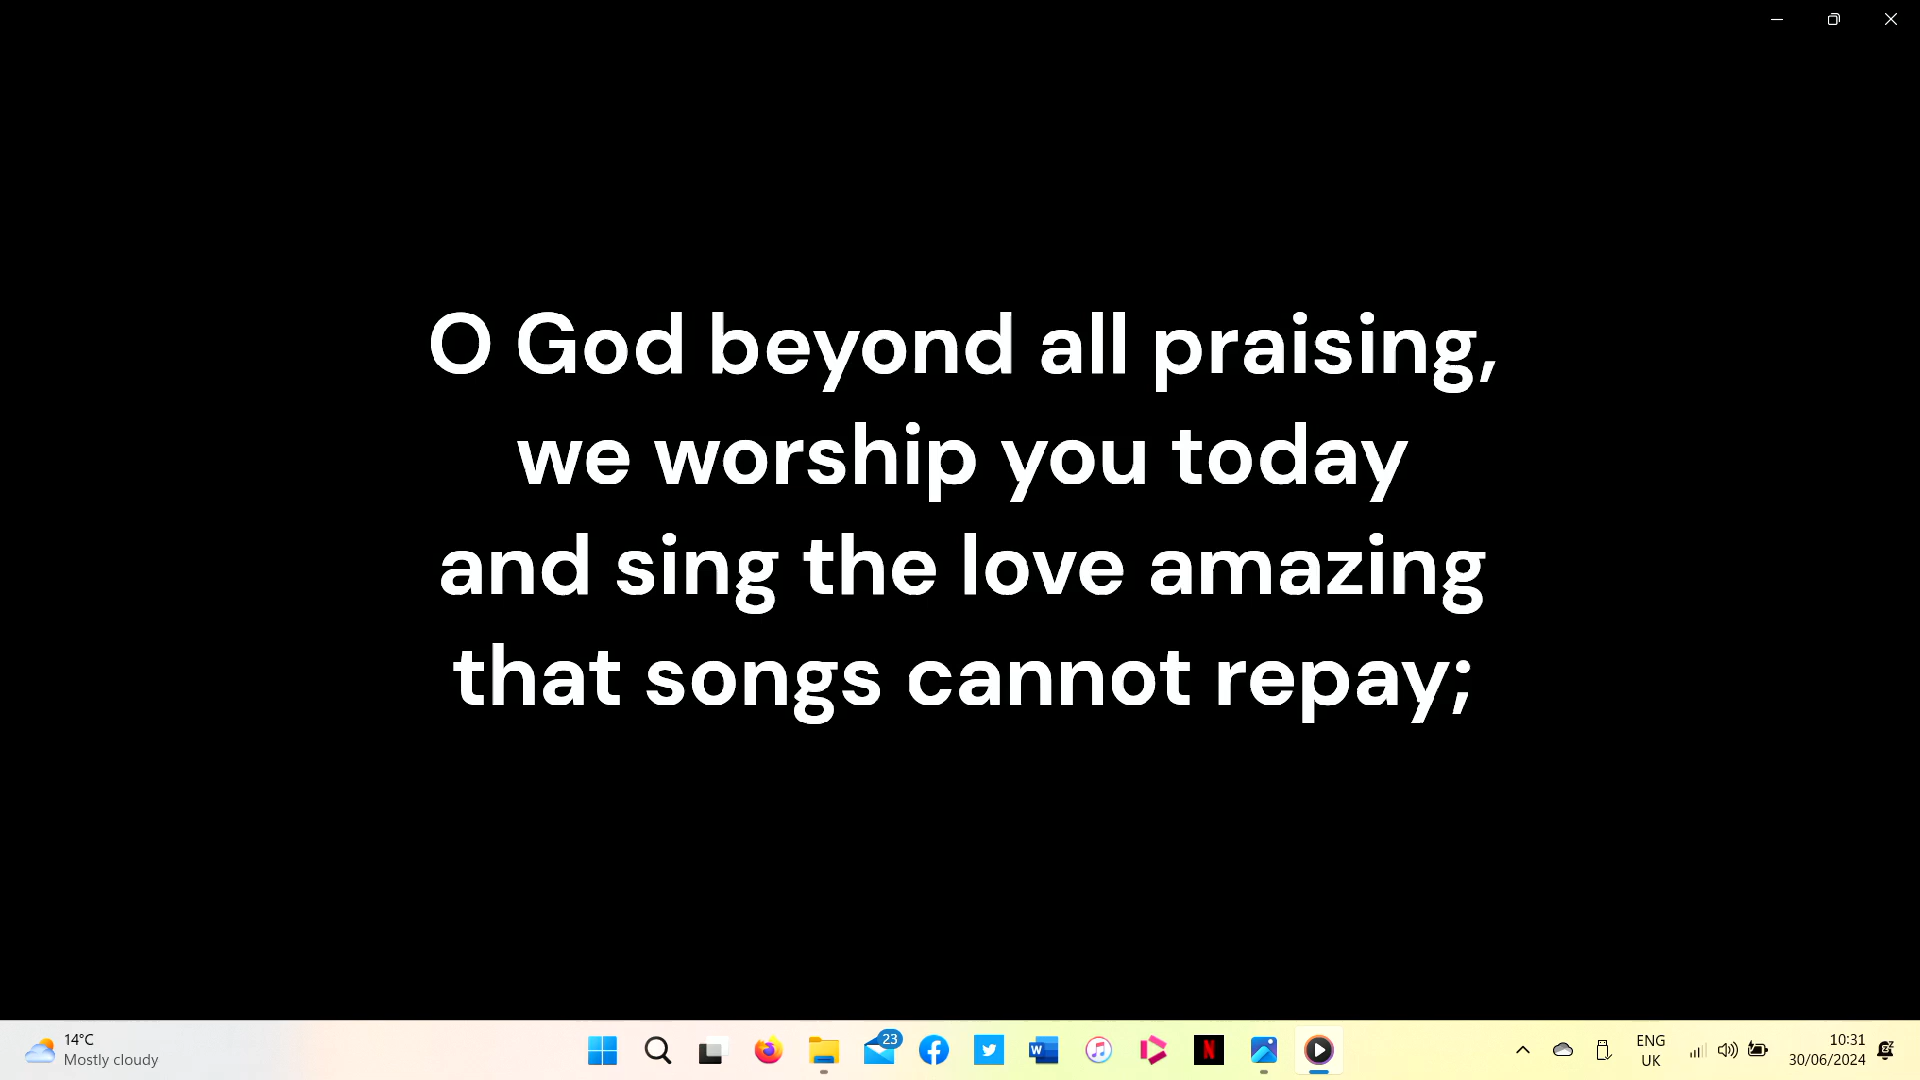 O God beyond all praising,
we worship you today
and sing the love amazing
that songs cannot repay;
14°C
Mostly cloudy
23
W
N
ENG
UK
10:31
30/06/2024